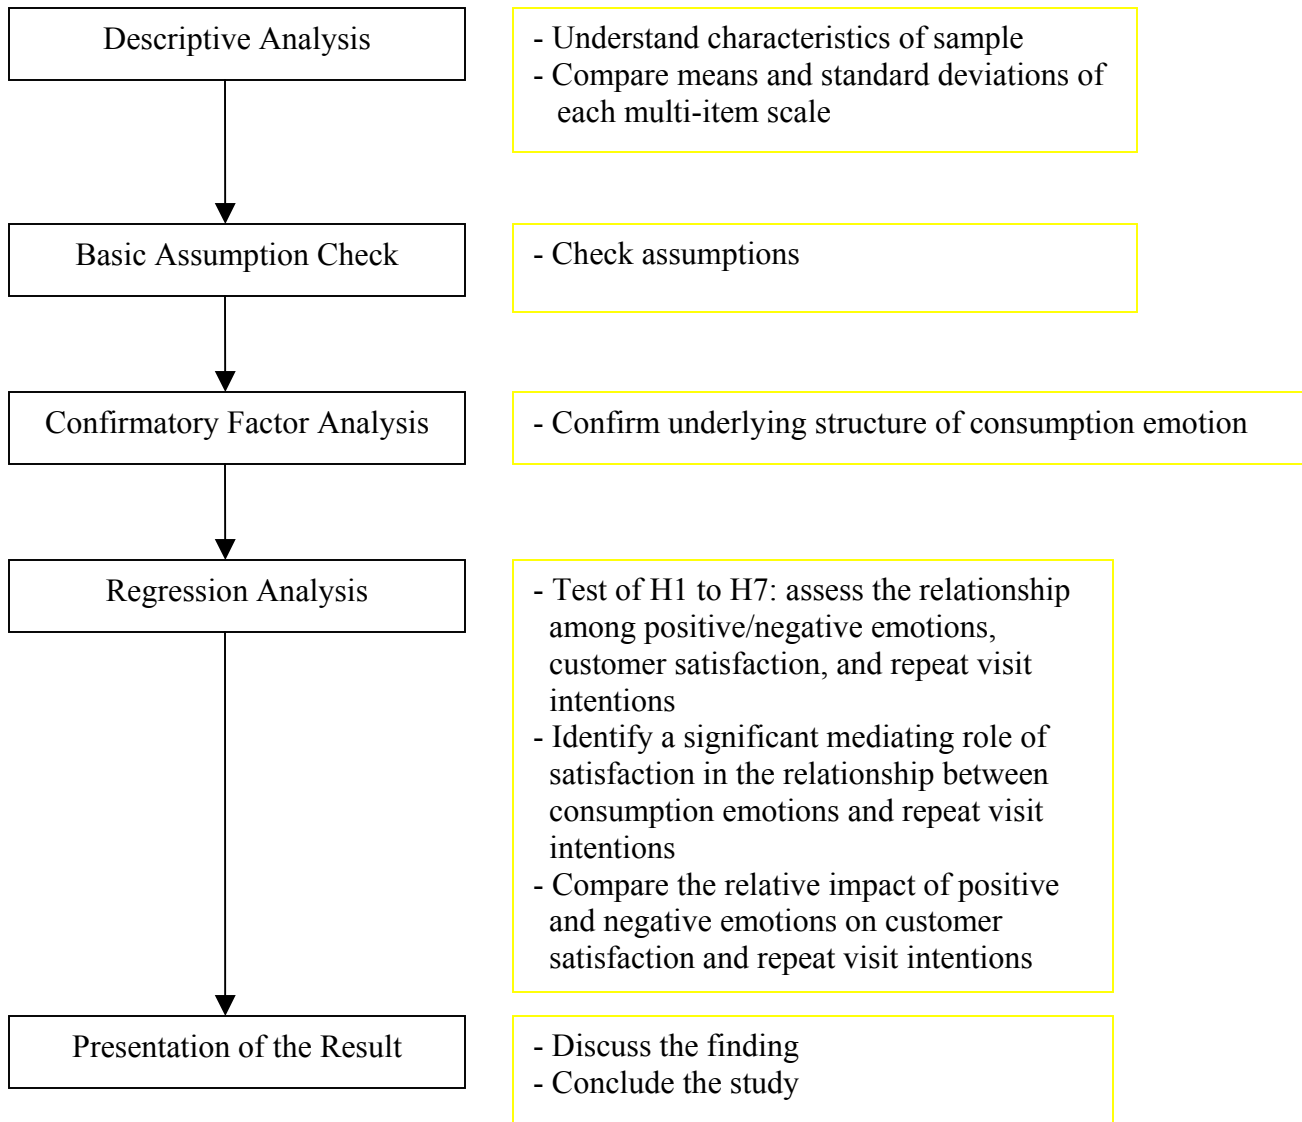 Descriptive Analysis
- Understand characteristics of sample
- Compare means and standard deviations of
each multi-item scale
Basic Assumption Check
- Check assumptions
Confirmatory Factor Analysis
- Confirm underlying structure of consumption emotion
Regression Analysis
- Test of H1 to H7: assess the relationship
among positive/negative emotions,
customer satisfaction, and repeat visit
intentions
- Identify a significant mediating role of
satisfaction in the relationship between
consumption emotions and repeat visit
intentions
- Compare the relative impact of positive
and negative emotions on customer
satisfaction and repeat visit intentions
Presentation of the Result
- Discuss the finding
- Conclude the study